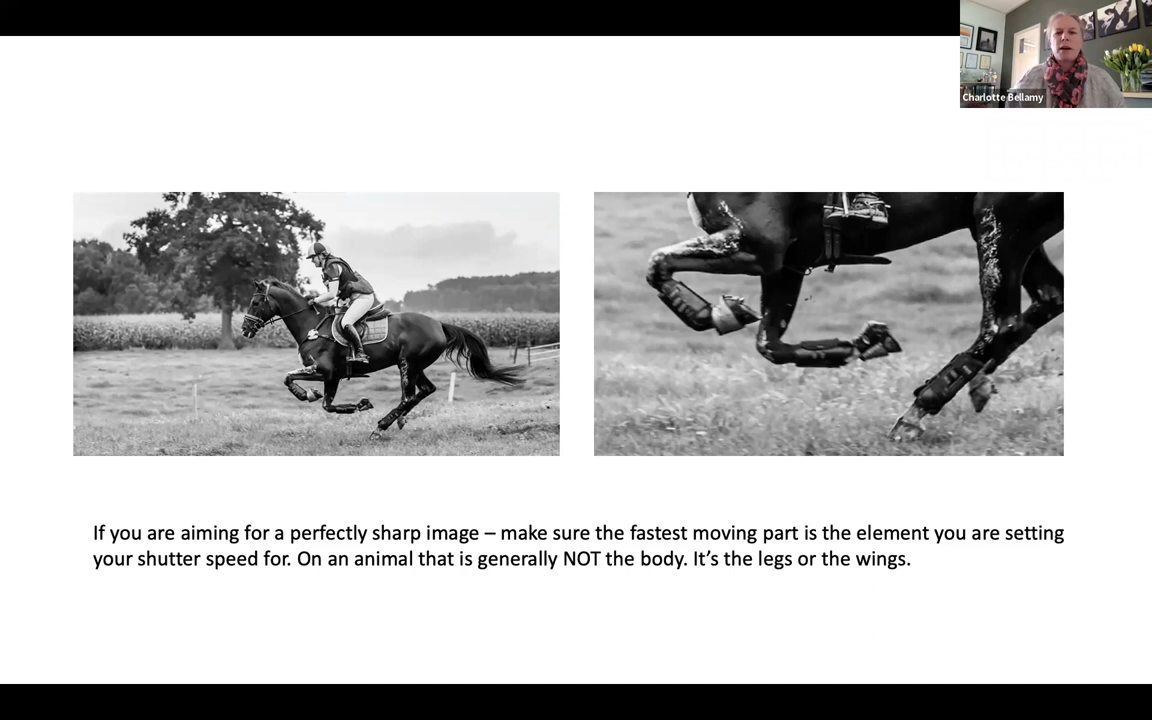 Charlotte Bellamy
If you are aiming for a perfectly sharp image – make sure the fastest moving part is the element you are setting
your shutter speed for. On an animal that is generally NOT the body. It’s the legs or the wings.